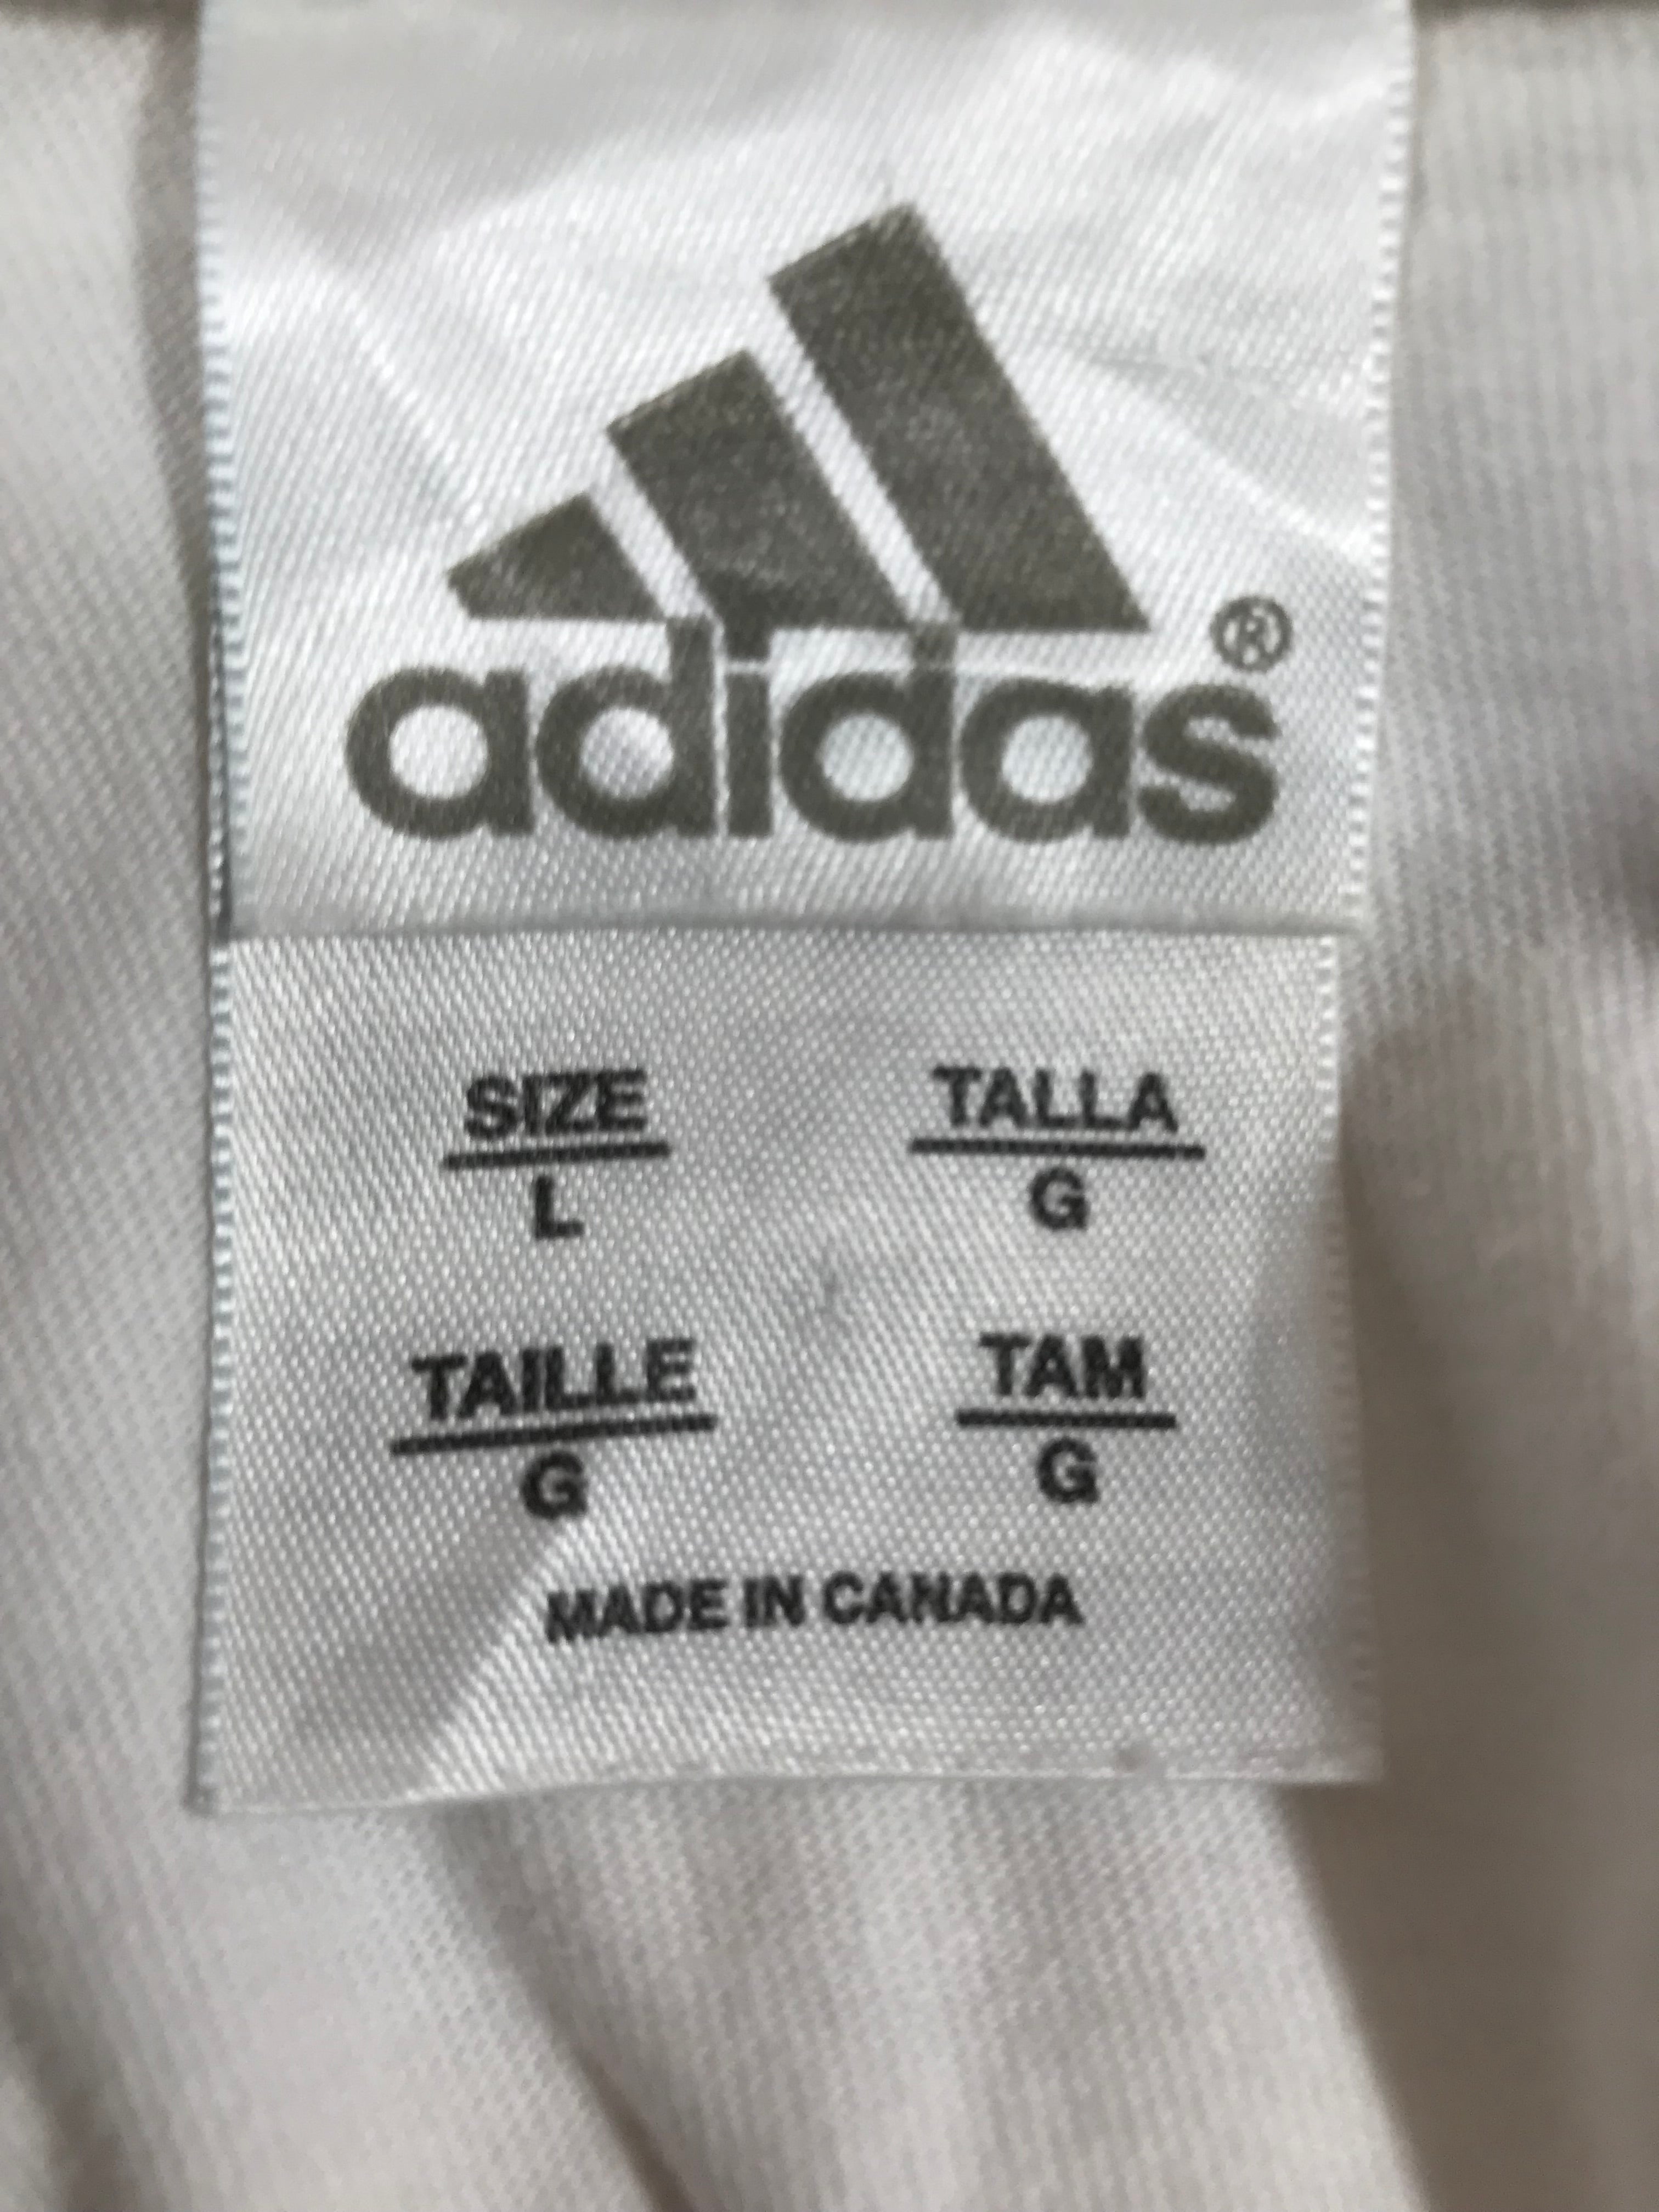 adidas®
SIZE TALLA
L G
TAILLE TAM
G G
MADE IN CANADA